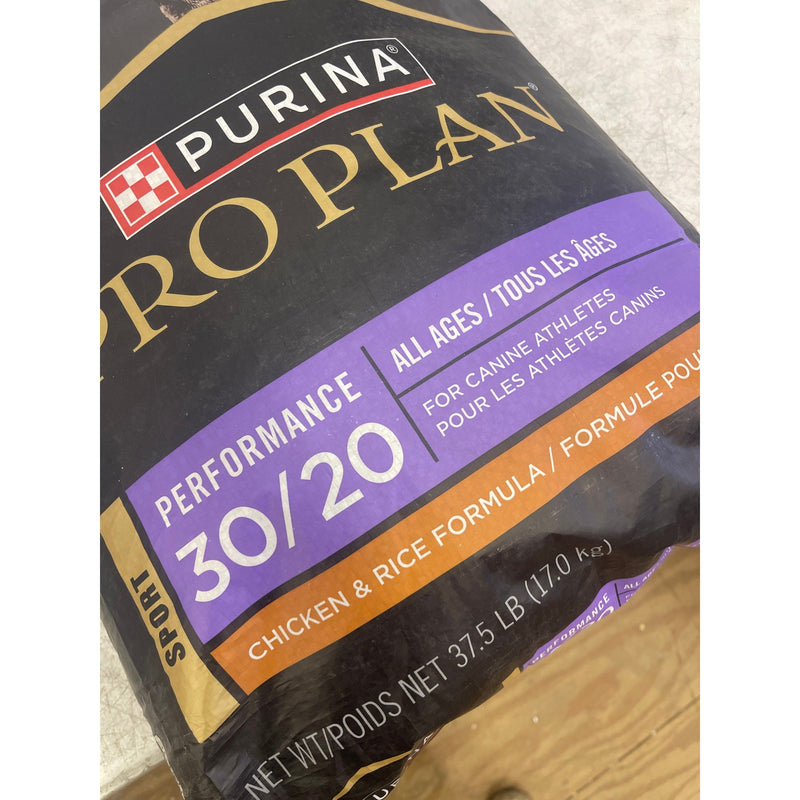 PURINA®
PRO PLAN®
ALL AGES / TOUS LES ÂGES
FOR CANINE ATHLETES
POUR LES ATHLÈTES CANINS
PERFORMANCE
30/20
SPORT
CHICKEN & RICE FORMULA / FORMULE POU
NET WT/POIDS NET 37.5 LB (17.0 kg)
PERFORMANCE
ALL